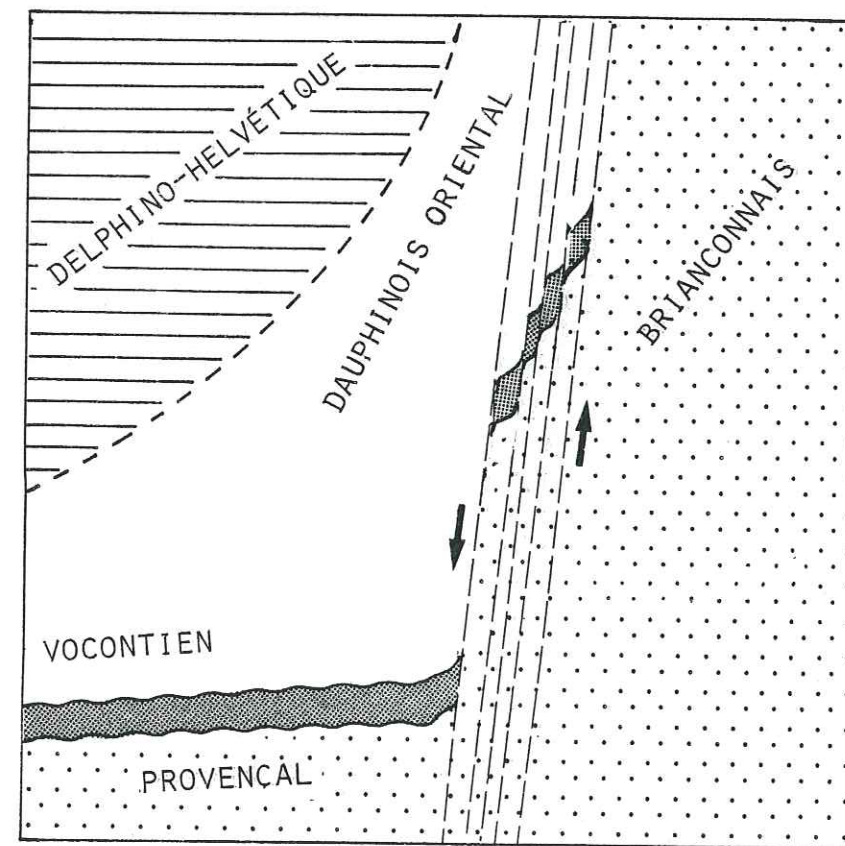 DELPHINO-HELVÉTIQUE
DAUPHINOIS ORIENTAL
BRIANCONNAIS
VOCONTIEN
PROVENÇAL